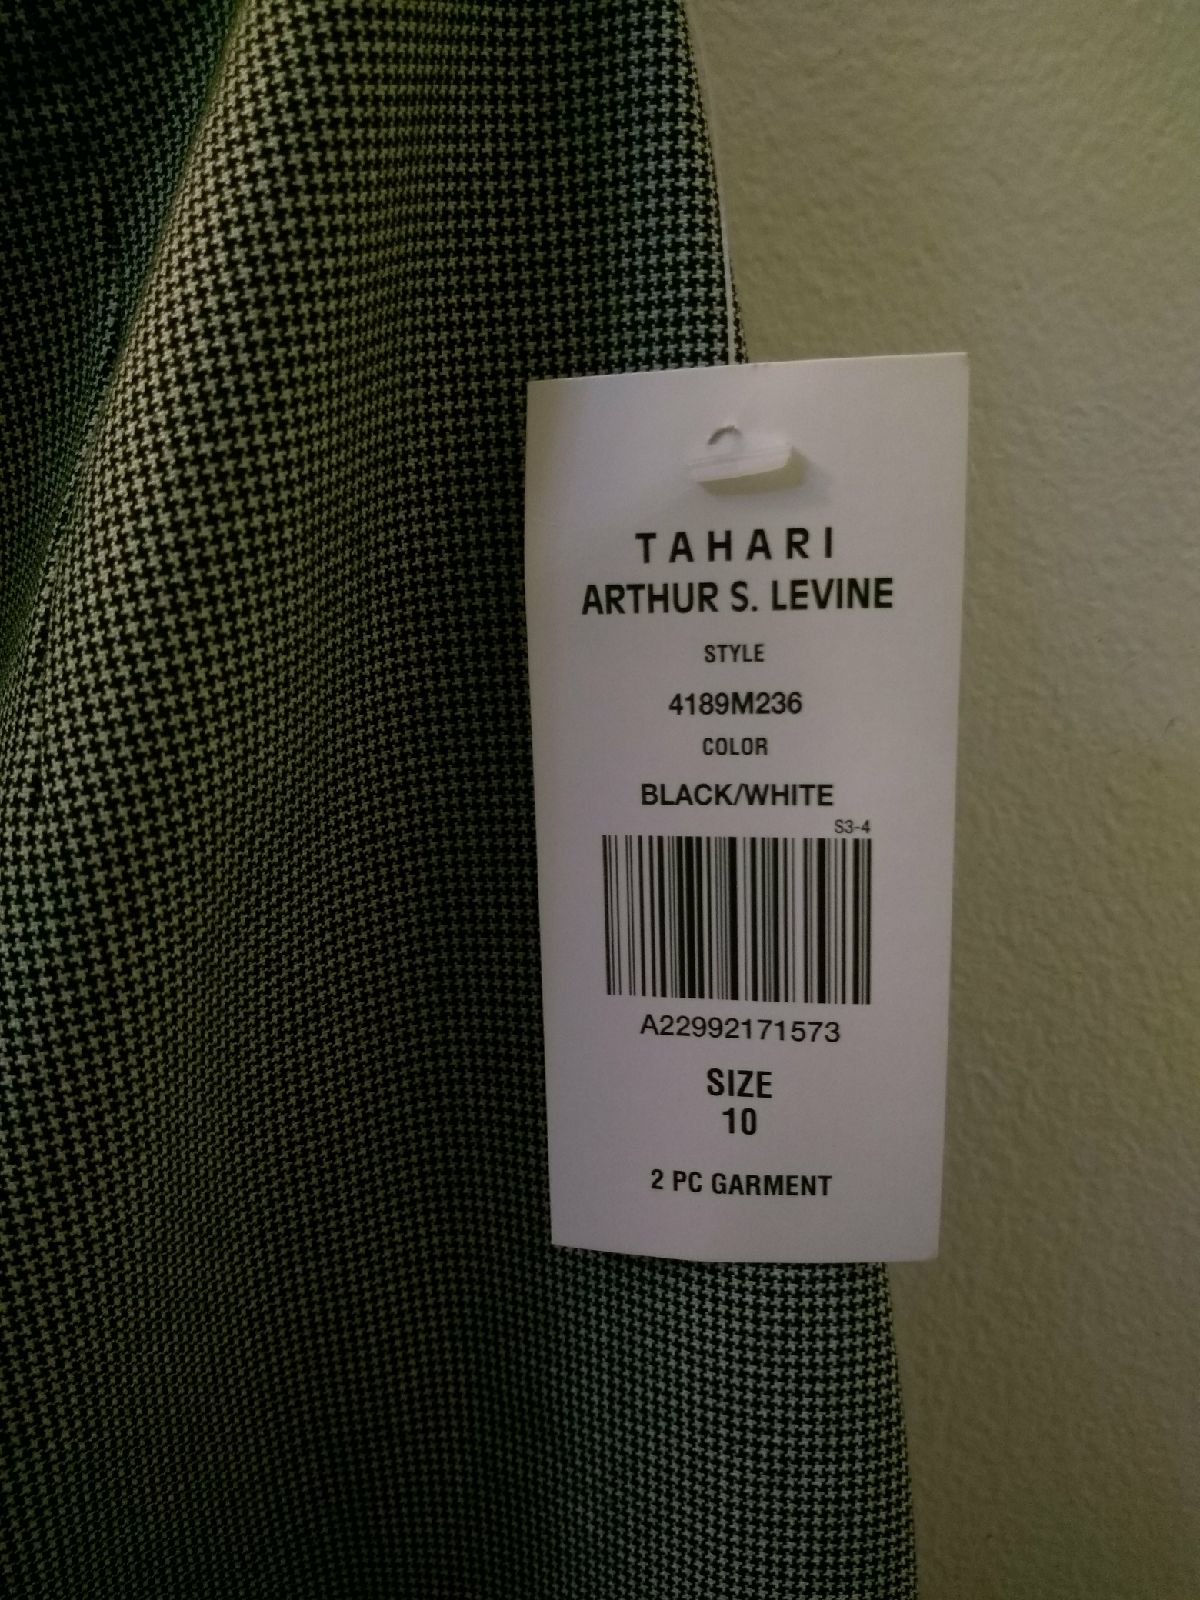 TAHARI
ARTHUR S. LEVINE
STYLE
4189M236
COLOR
BLACK/WHITE
S3-4
A22992171573
SIZE
10
2 PC GARMENT